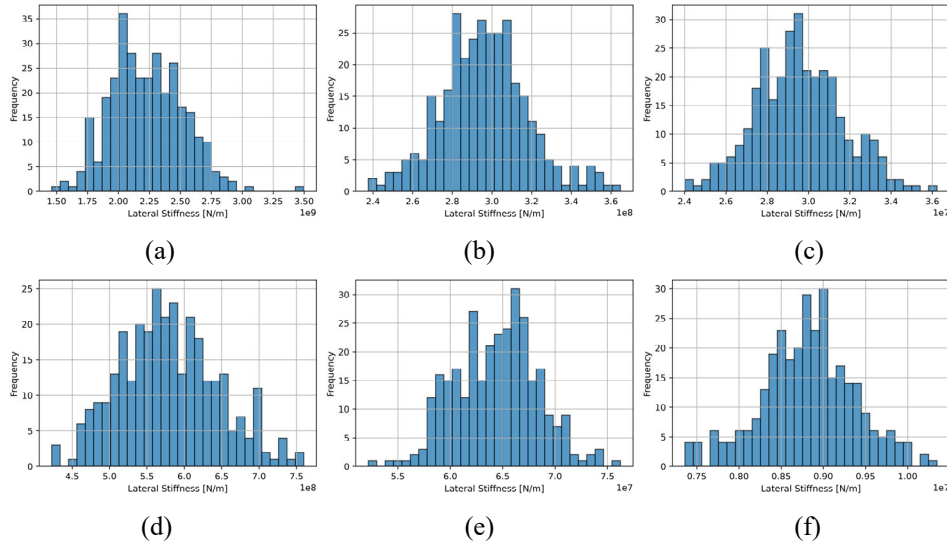 35
30
25
20
15
10
5
0
Frequency
1.50 1.75 2.00 2.25 2.50 2.75 3.00 3.25 3.50
1e9
Lateral Stiffness [N/m]
(a)
25
20
15
10
5
0
Frequency
2.4 2.6 2.8 3.0 3.2 3.4 3.6
1e8
Lateral Stiffness [N/m]
(b)
30
25
20
15
10
5
0
Frequency
2.4 2.6 2.8 3.0 3.2 3.4 3.6
1e7
Lateral Stiffness [N/m]
(c)
25
20
15
10
5
0
Frequency
4.5 5.0 5.5 6.0 6.5 7.0 7.5
1e8
Lateral Stiffness [N/m]
(d)
30
25
20
15
10
5
0
Frequency
5.5 6.0 6.5 7.0 7.5
1e7
Lateral Stiffness [N/m]
(e)
30
25
20
15
10
5
0
Frequency
0.75 0.80 0.85 0.90 0.95 1.00
1e7
Lateral Stiffness [N/m]
(f)